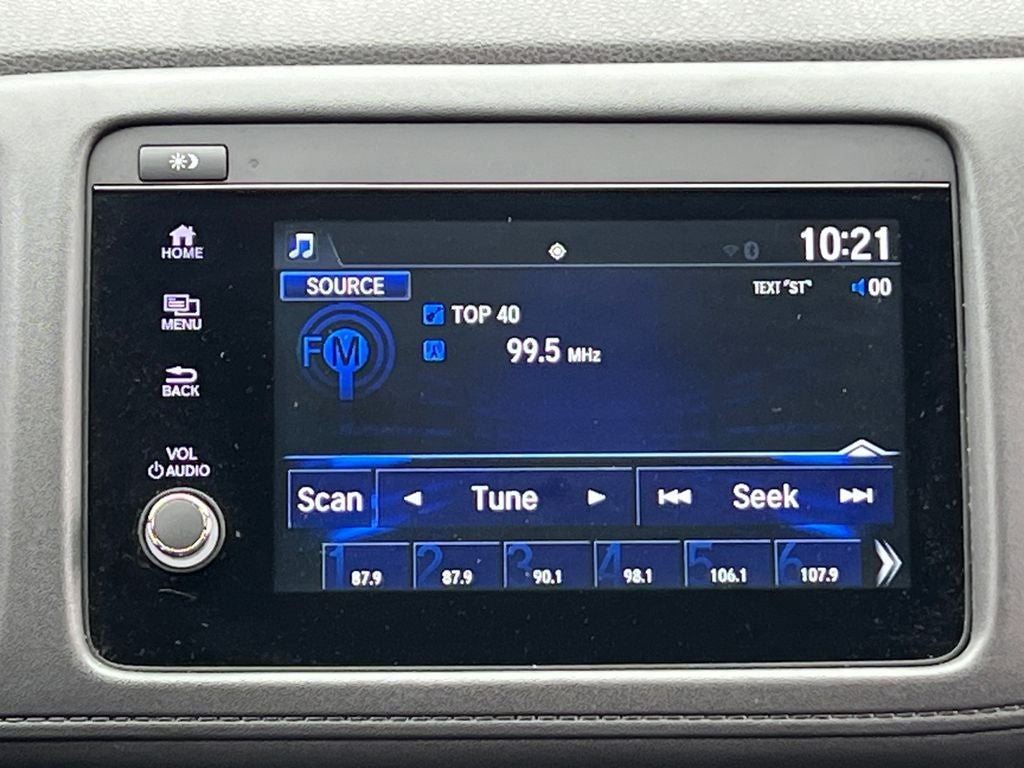 HOME
MENU
BACK
VOL
AUDIO
10:21
SOURCE
TEXT "ST"
00
FM
TOP 40
99.5 MHz
Scan
Tune
Seek
1 87.9
2 87.9
3 90.1
4 98.1
5 106.1
6 107.9